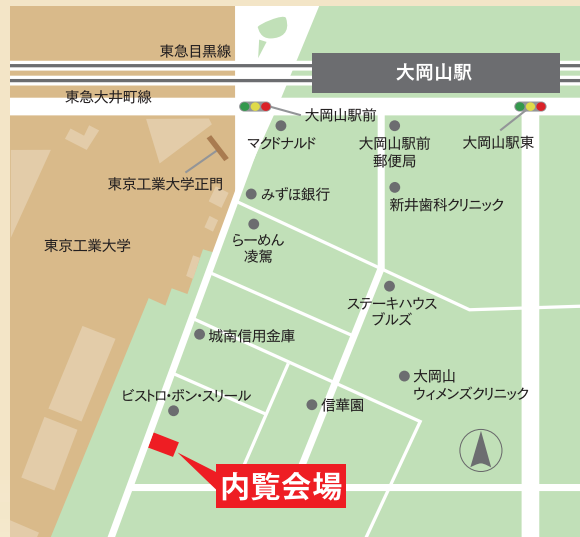 東急目黒線
大岡山駅
東急大井町線
大岡山駅前
マクドナルド
大岡山駅前
郵便局
大岡山駅東
東京工業大学正門
みずほ銀行
新井歯科クリニック
らーめん
凌駕
東京工業大学
ステーキハウス
ブルズ
城南信用金庫
大岡山
ウィメンズクリニック
ビストロ・ボン・スリール
信華園
内覧会場